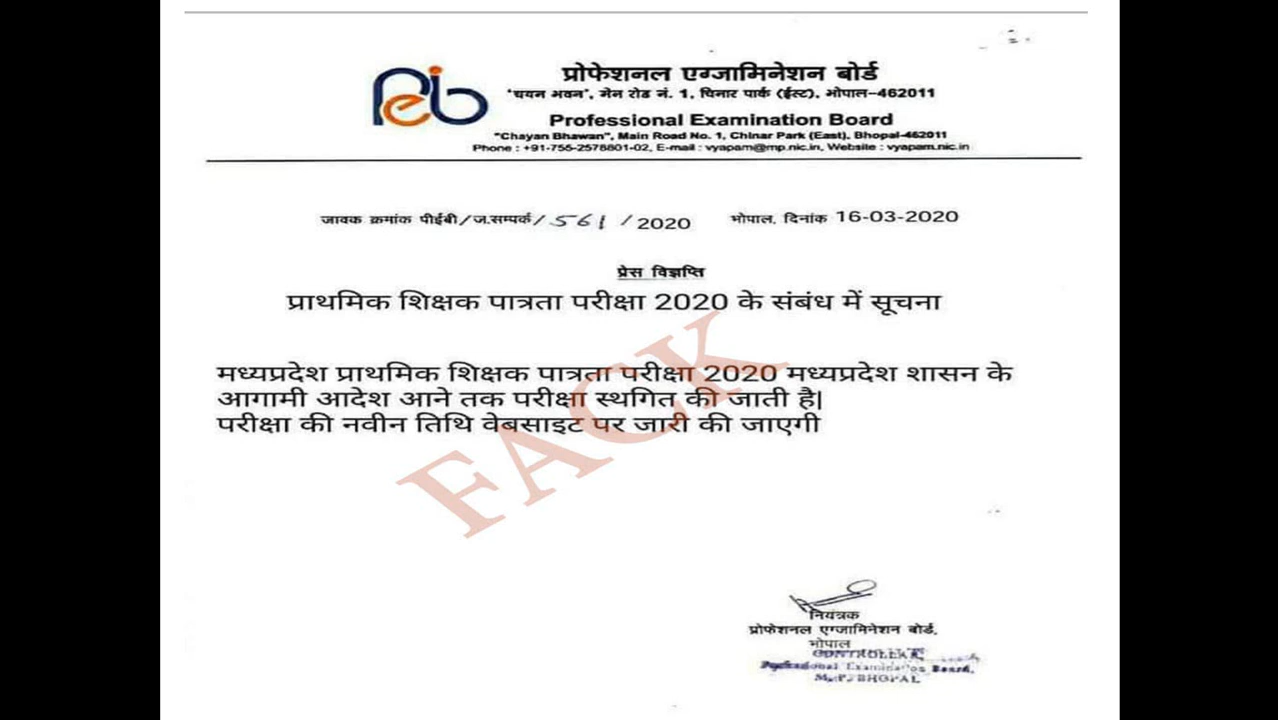 Peb
प्रोफेशनल एग्जामिनेशन बोर्ड
'चयन भवन', मेन रोड नं. 1, चिनार पार्क (ईस्ट), भोपाल-462011
Professional Examination Board
"Chayan Bhawan", Main Road No. 1, Chinar Park (East), Bhopal-462011
Phone : +91-755-2578801-02, E-mail : vyapam@mp.nic.in, Website : vyapam.nic.in
जावक क्रमांक पीईबी/ज.सम्पर्क/561/2020 भोपाल, दिनांक 16-03-2020
प्रेस विज्ञप्ति
प्राथमिक शिक्षक पात्रता परीक्षा 2020 के संबंध में सूचना
मध्यप्रदेश प्राथमिक शिक्षक पात्रता परीक्षा 2020 मध्यप्रदेश शासन के
आगामी आदेश आने तक परीक्षा स्थगित की जाती है|
परीक्षा की नवीन तिथि वेबसाइट पर जारी की जाएगी
FACK
नियंत्रक
प्रोफेशनल एग्जामिनेशन बोर्ड,
भोपाल
CONTROLLER
Professional Examination Board,
M.P. BHOPAL